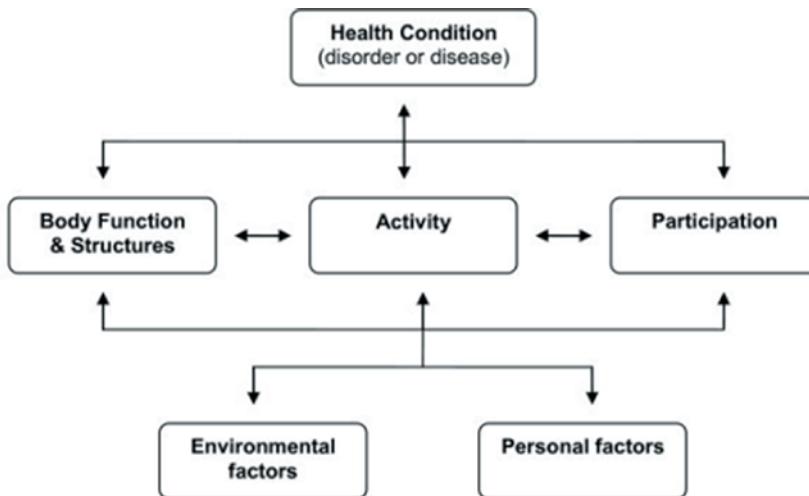 Health Condition
(disorder or disease)
Body Function
& Structures
Activity
Participation
Environmental
factors
Personal factors